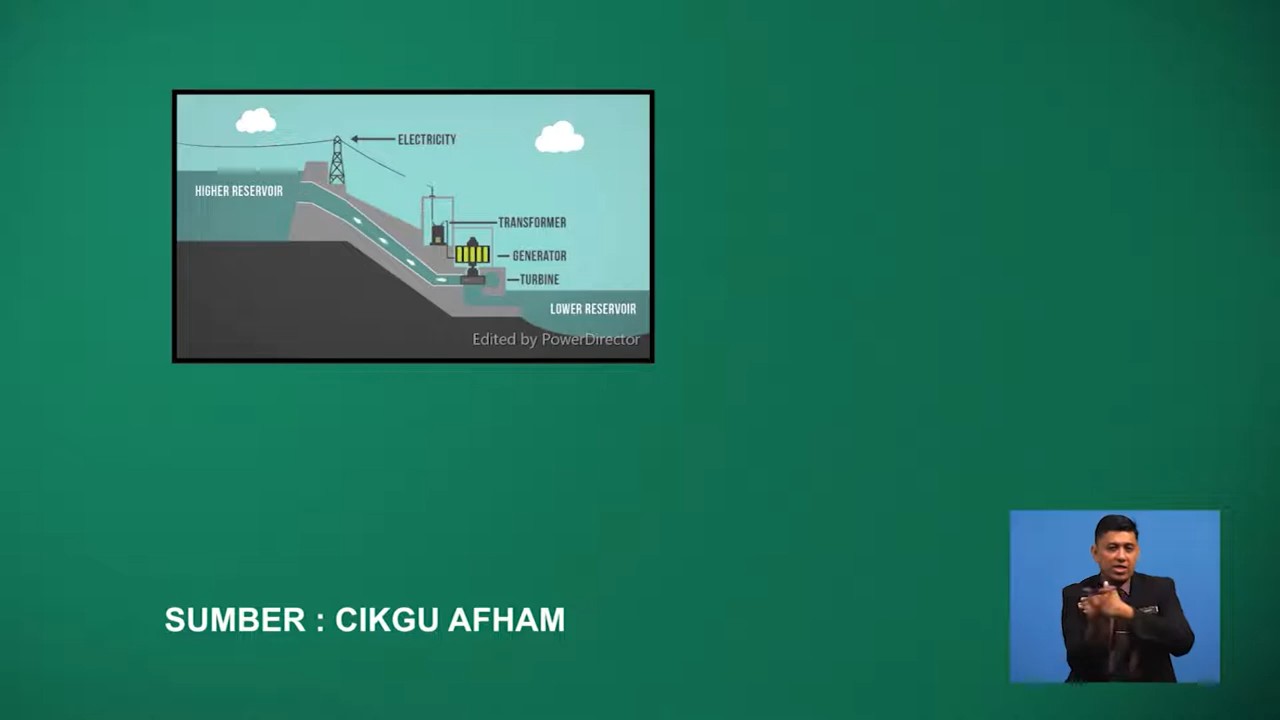 ELECTRICITY
HIGHER RESERVOIR
TRANSFORMER
GENERATOR
TURBINE
LOWER RESERVOIR
Edited by PowerDirector
SUMBER : CIKGU AFHAM